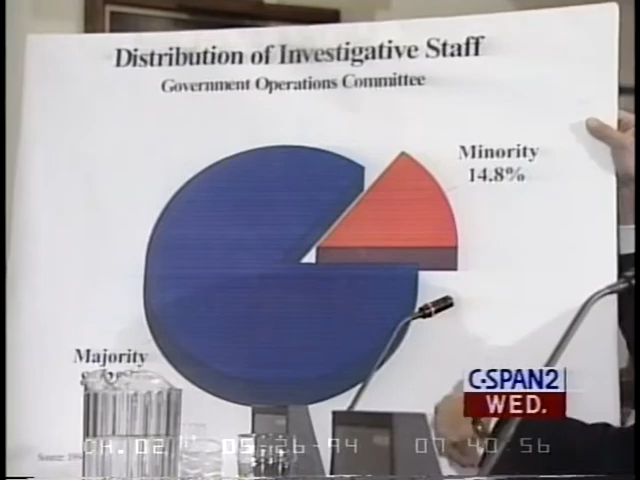 Distribution of Investigative Staff
Government Operations Committee
Minority
14.8%
Majority
C-SPAN2
WED.
Source:
CH.02 05-26-94 07 40 56